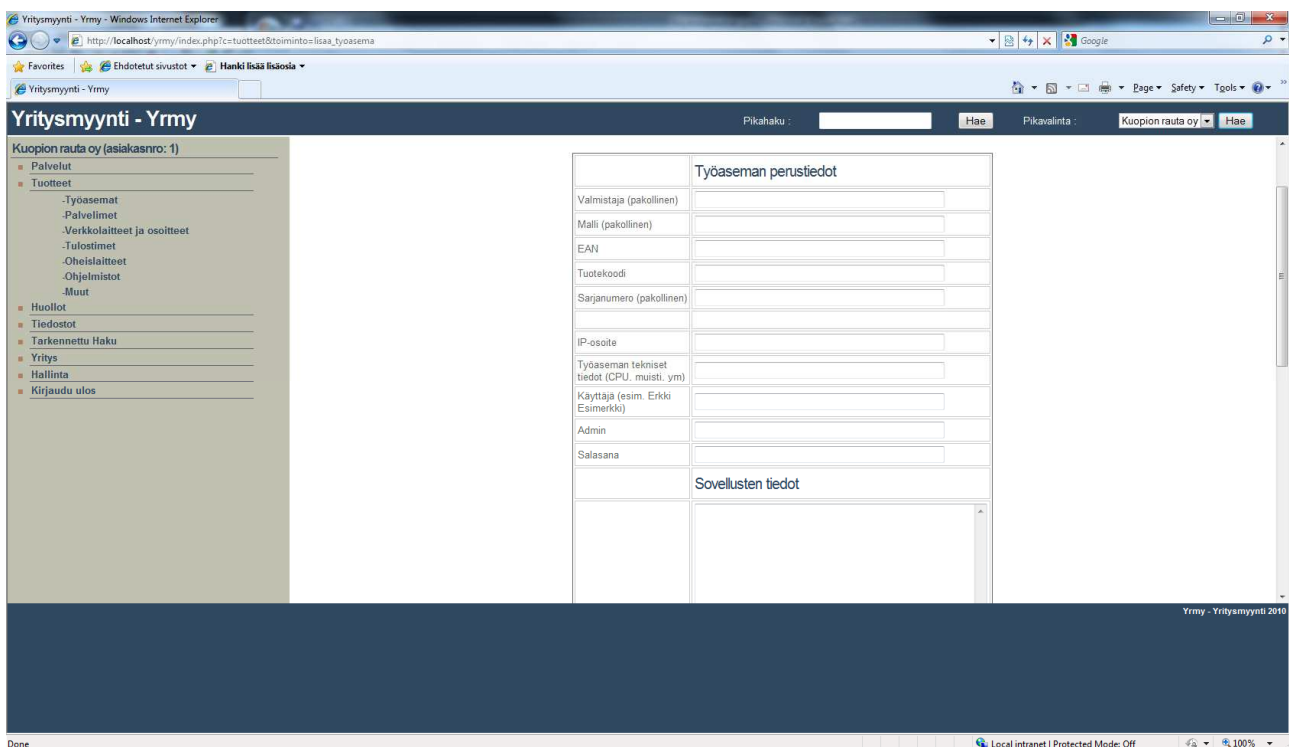 Yritysmyynti - Yrmy - Windows Internet Explorer
http://localhost/yrmy/index.php?c=tuotteet&toiminto=lisaa_tyoasema
Google
Favorites
Ehdotetut sivustot
Hanki lisää lisäosia
Yritysmyynti - Yrmy
Page
Safety
Tools
Yritysmyynti - Yrmy
Pikahaku :
Hae
Pikavalinta :
Kuopion rauta oy
Hae
Kuopion rauta oy (asiakasnro: 1)
Palvelut
Tuotteet
-Työasemat
-Palvelimet
-Verkkolaitteet ja osoitteet
-Tulostimet
-Oheislaitteet
-Ohjelmistot
-Muut
Huollot
Tiedostot
Tarkennettu Haku
Yritys
Hallinta
Kirjaudu ulos
Työaseman perustiedot
Valmistaja (pakollinen)
Malli (pakollinen)
EAN
Tuotekoodi
Sarjanumero (pakollinen)
IP-osoite
Työaseman tekniset
tiedot (CPU. muisti. ym)
Käyttäjä (esim. Erkki
Esimerkki)
Admin
Salasana
Sovellusten tiedot
Yrmy - Yritysmyynti 2010
Done
Local intranet | Protected Mode: Off
100%